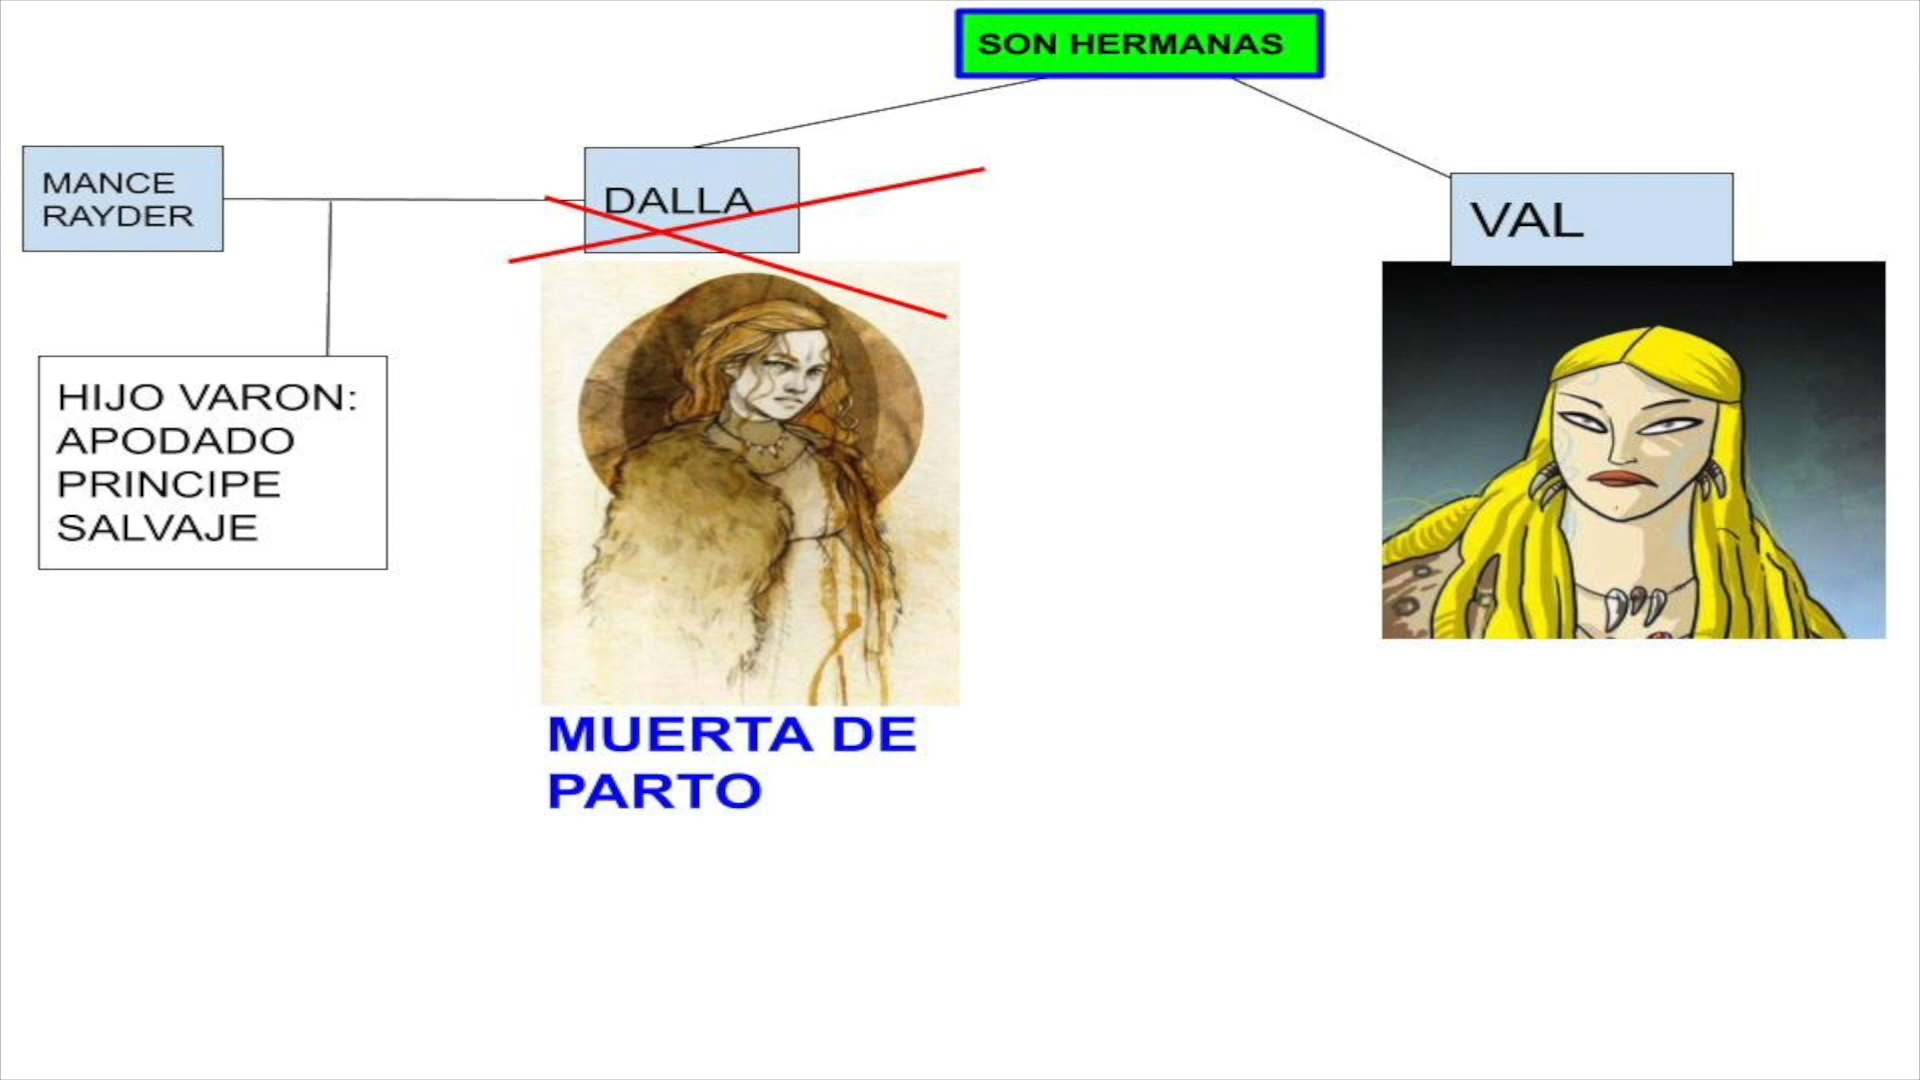 SON HERMANAS
MANCE
RAYDER
DALLA
VAL
HIJO VARON:
APODADO
PRINCIPE
SALVAJE
MUERTA DE
PARTO